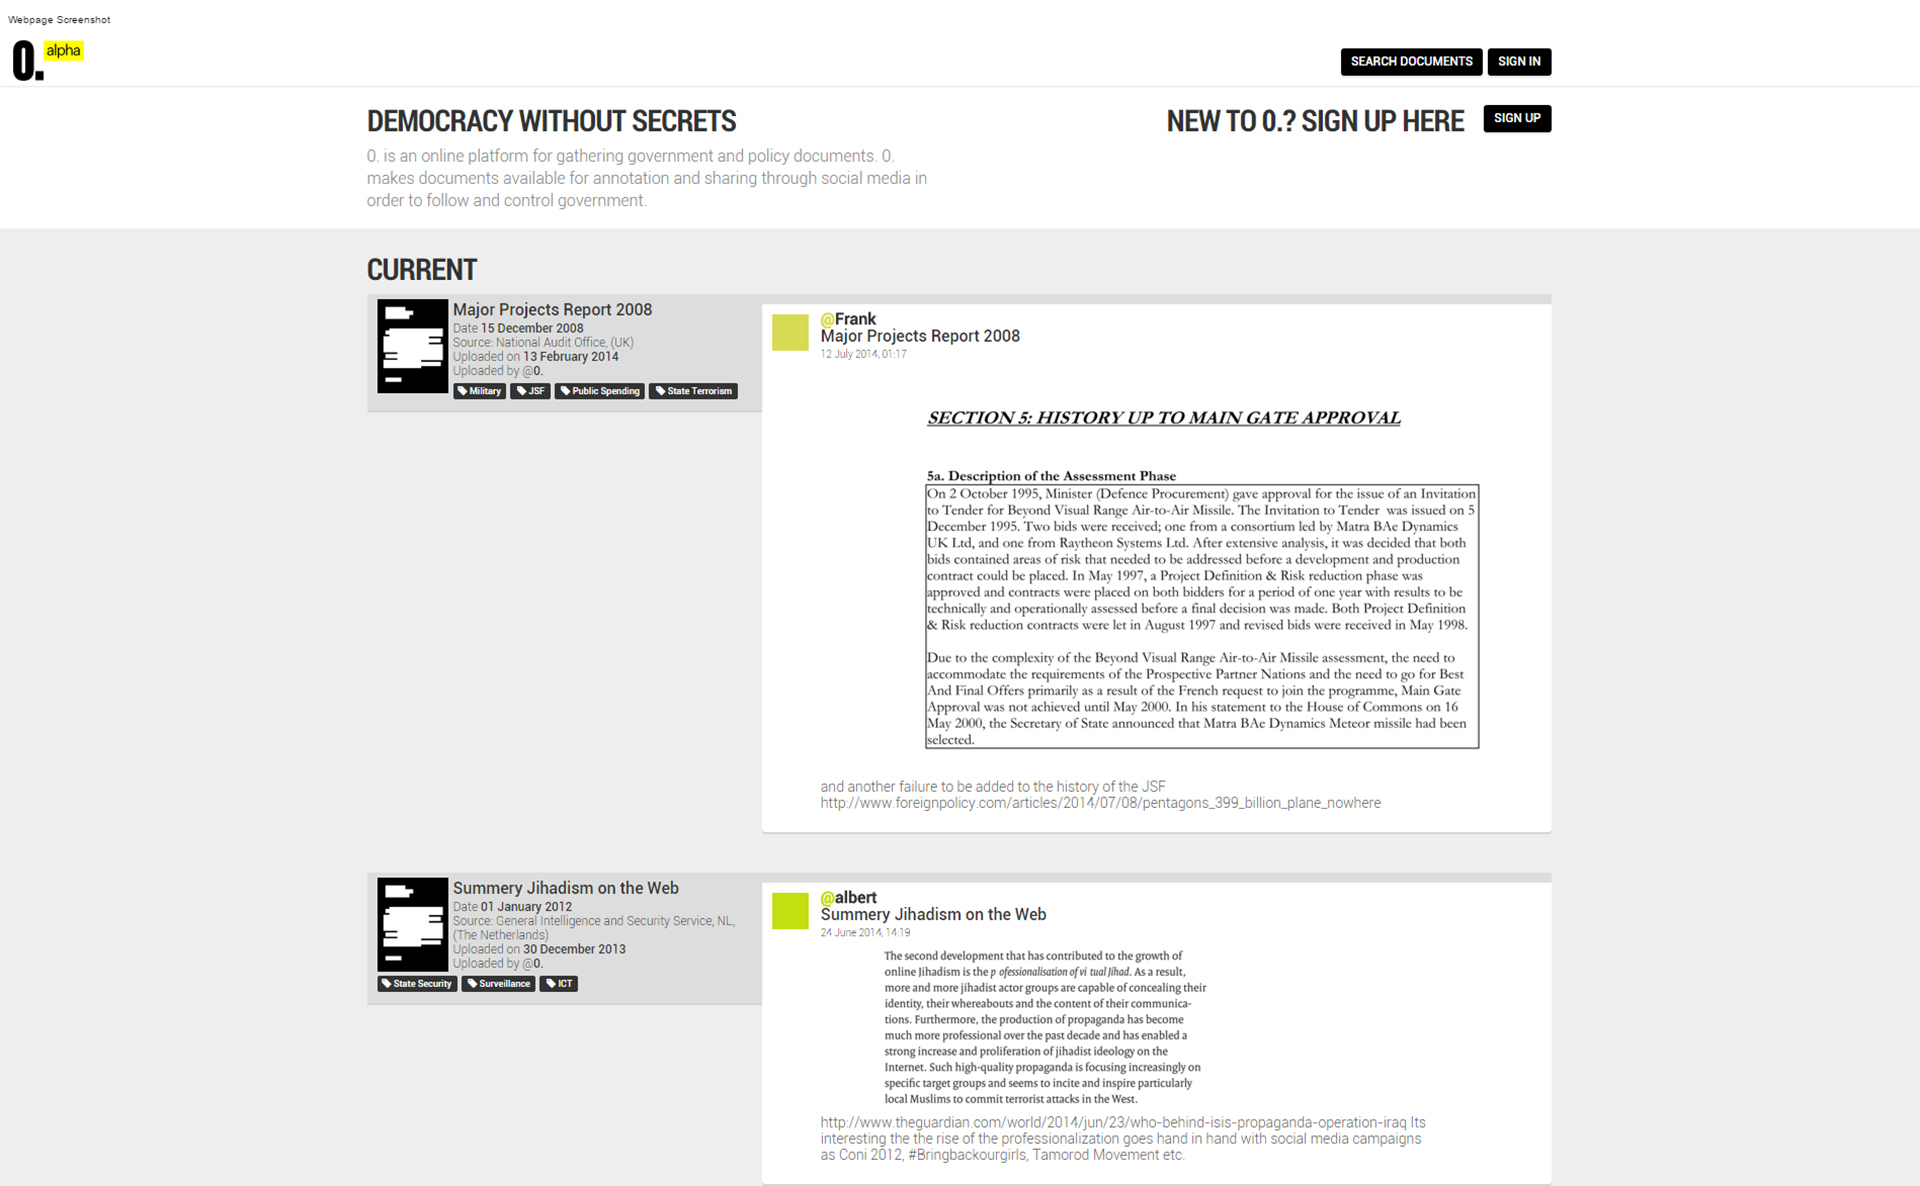 Webpage Screenshot
0. alpha
SEARCH DOCUMENTS SIGN IN
DEMOCRACY WITHOUT SECRETS
NEW TO 0.? SIGN UP HERE SIGN UP
0. is an online platform for gathering government and policy documents. 0.
makes documents available for annotation and sharing through social media in
order to follow and control government.
CURRENT
Major Projects Report 2008
Date 15 December 2008
Source: National Audit Office, (UK)
Uploaded on 13 February 2014
Uploaded by @0.
Military JSF Public Spending State Terrorism
@Frank
Major Projects Report 2008
12 July 2014, 01:17
SECTION 5: HISTORY UP TO MAIN GATE APPROVAL
5a. Description of the Assessment Phase
On 2 October 1995, Minister (Defence Procurement) gave approval for the issue of an Invitation
to Tender for Beyond Visual Range Air-to-Air Missile. The Invitation to Tender was issued on 5
December 1995. Two bids were received; one from a consortium led by Matra BAe Dynamics
UK Ltd, and one from Raytheon Systems Ltd. After extensive analysis, it was decided that both
bids contained areas of risk that needed to be addressed before a development and production
contract could be placed. In May 1997, a Project Definition & Risk reduction phase was
approved and contracts were placed on both bidders for a period of one year with results to be
technically and operationally assessed before a final decision was made. Both Project Definition
& Risk reduction contracts were let in August 1997 and revised bids were received in May 1998.
Due to the complexity of the Beyond Visual Range Air-to-Air Missile assessment, the need to
accommodate the requirements of the Prospective Partner Nations and the need to go for Best
And Final Offers primarily as a result of the French request to join the programme, Main Gate
Approval was not achieved until May 2000. In his statement to the House of Commons on 16
May 2000, the Secretary of State announced that Matra BAe Dynamics Meteor missile had been
selected.
and another failure to be added to the history of the JSF
http://www.foreignpolicy.com/articles/2014/07/08/pentagons_399_billion_plane_nowhere
Summery Jihadism on the Web
Date 01 January 2012
Source: General Intelligence and Security Service, NL,
(The Netherlands)
Uploaded on 30 December 2013
Uploaded by @0.
State Security Surveillance ICT
@albert
Summery Jihadism on the Web
24 June 2014, 14:19
The second development that has contributed to the growth of
online Jihadism is the p ofessionalisation of vi tual Jihad. As a result,
more and more jihadist actor groups are capable of concealing their
identity, their whereabouts and the content of their communica-
tions. Furthermore, the production of propaganda has become
much more professional over the past decade and has enabled a
strong increase and proliferation of jihadist ideology on the
Internet. Such high-quality propaganda is focusing increasingly on
specific target groups and seems to incite and inspire particularly
local Muslims to commit terrorist attacks in the West.
http://www.theguardian.com/world/2014/jun/23/who-behind-isis-propaganda-operation-iraq Its
interesting the the rise of the professionalization goes hand in hand with social media campaigns
as Coni 2012, #Bringbackourgirls, Tamorod Movement etc.